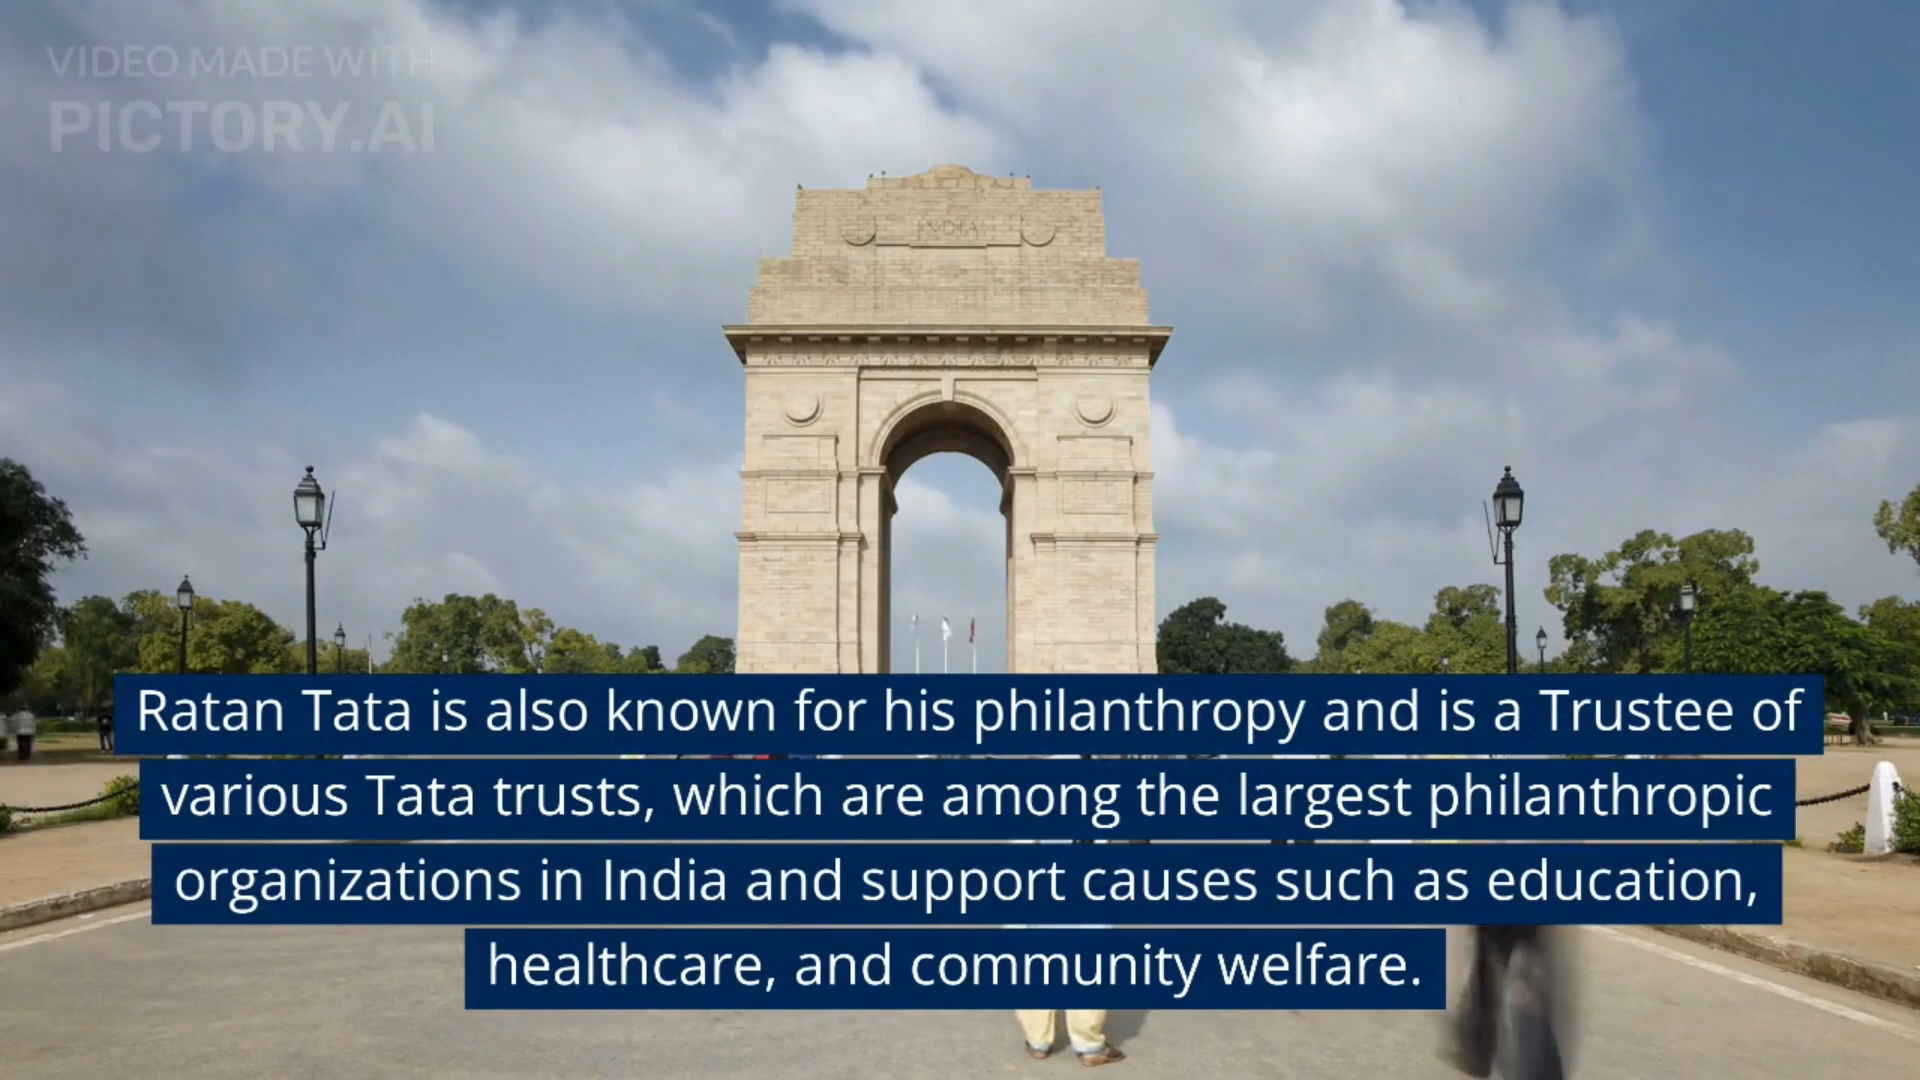 VIDEO MADE WITH
PICTORY.AI
INDIA
Ratan Tata is also known for his philanthropy and is a Trustee of
various Tata trusts, which are among the largest philanthropic
organizations in India and support causes such as education,
healthcare, and community welfare.